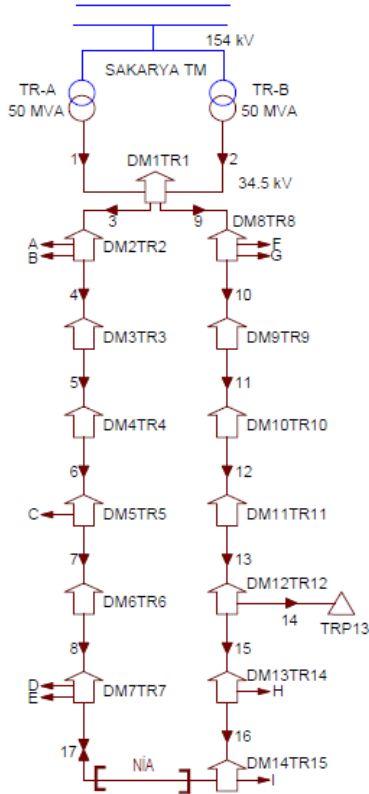 154 kV
SAKARYA TM
TR-A
50 MVA
TR-B
50 MVA
1
DM1TR1
2
34.5 kV
3
9
A
B
DM2TR2
DM8TR8
F
G
4
10
DM3TR3
DM9TR9
5
11
DM4TR4
DM10TR10
6
12
C
DM5TR5
DM11TR11
7
13
DM6TR6
DM12TR12
14
TRP13
8
15
D
E
DM7TR7
DM13TR14
H
16
17
NİA
DM14TR15
I